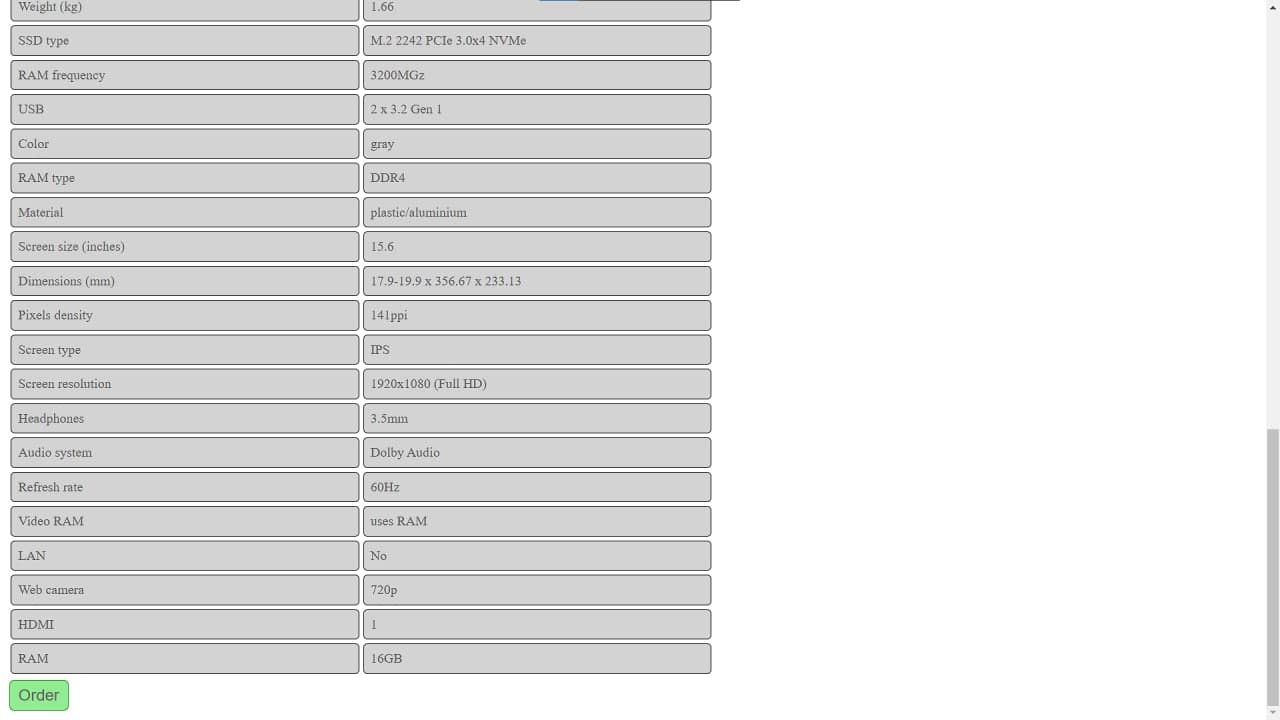 Weight (kg) 1.66
SSD type M.2 2242 PCIe 3.0x4 NVMe
RAM frequency 3200MGz
USB 2 x 3.2 Gen 1
Color gray
RAM type DDR4
Material plastic/aluminium
Screen size (inches) 15.6
Dimensions (mm) 17.9-19.9 x 356.67 x 233.13
Pixels density 141ppi
Screen type IPS
Screen resolution 1920x1080 (Full HD)
Headphones 3.5mm
Audio system Dolby Audio
Refresh rate 60Hz
Video RAM uses RAM
LAN No
Web camera 720p
HDMI 1
RAM 16GB
Order